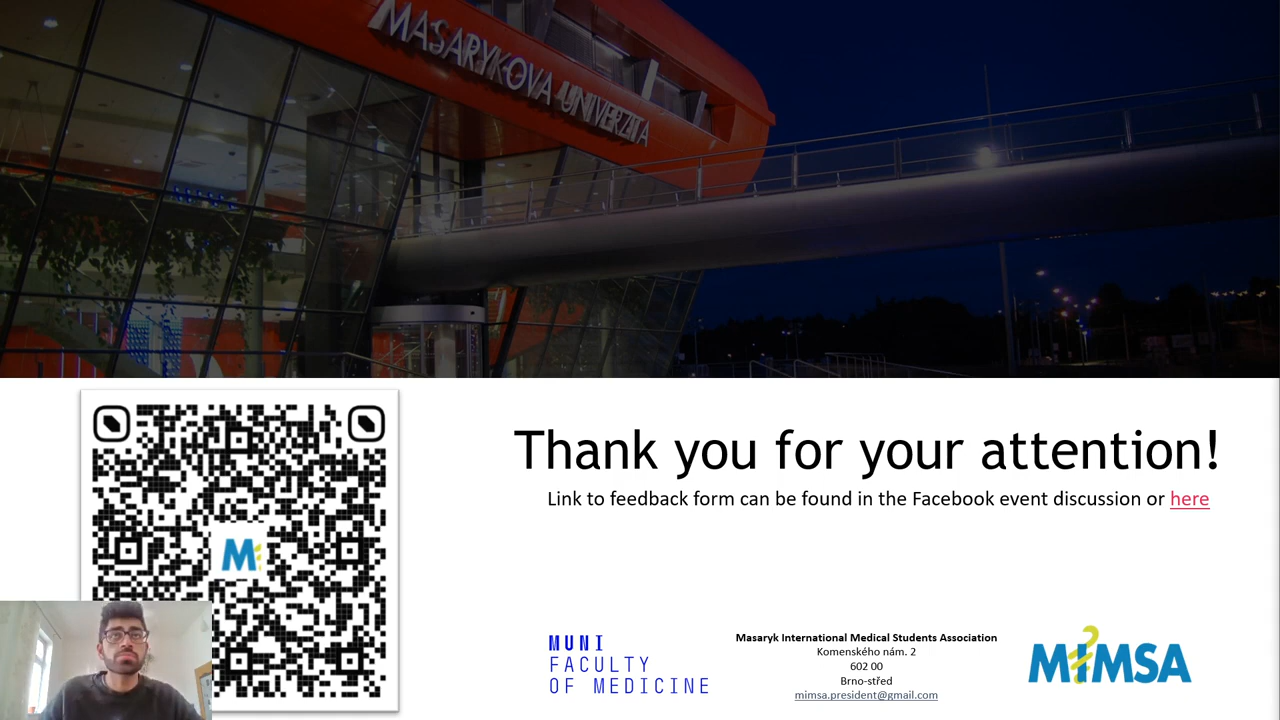 MASARYKOVA UNIVERZITA
Thank you for your attention!
Link to feedback form can be found in the Facebook event discussion or here
M
MUNI
FACULTY
OF MEDICINE
Masaryk International Medical Students Association
Komenského nám. 2
602 00
Brno-střed
mimsa.president@gmail.com
MIMSA